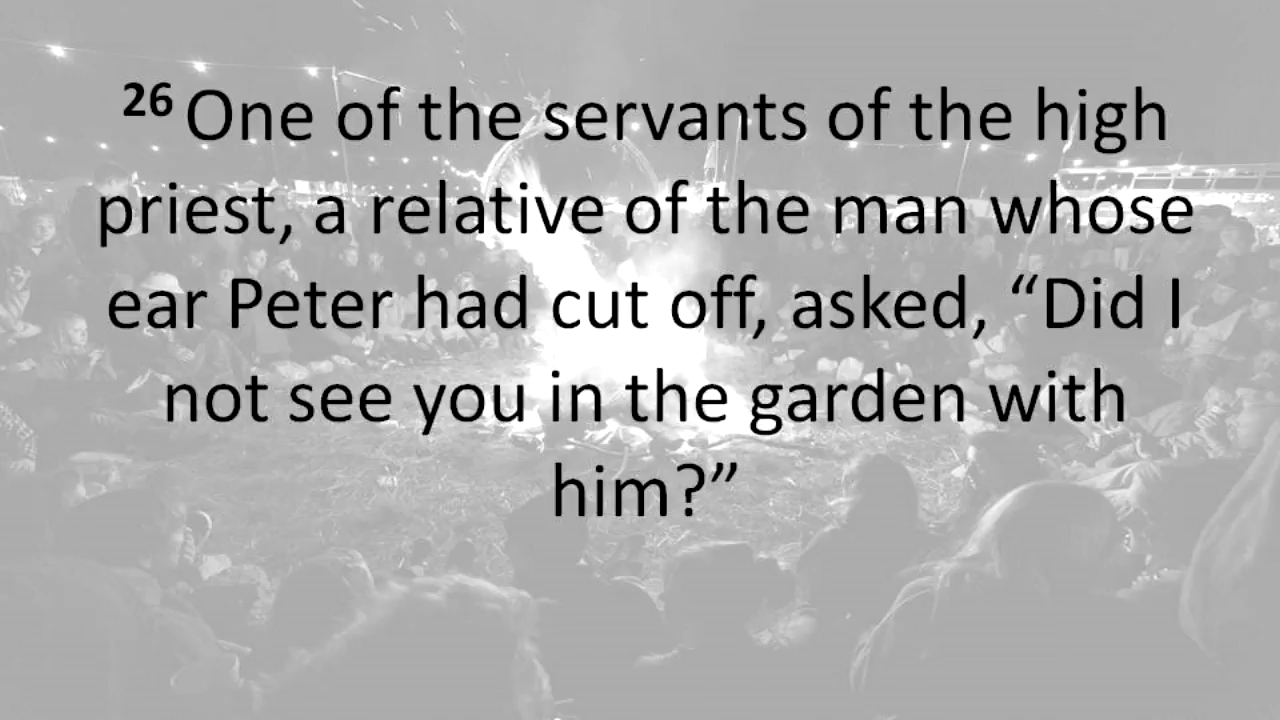 26 One of the servants of the high
priest, a relative of the man whose
ear Peter had cut off, asked, “Did I
not see you in the garden with
him?”